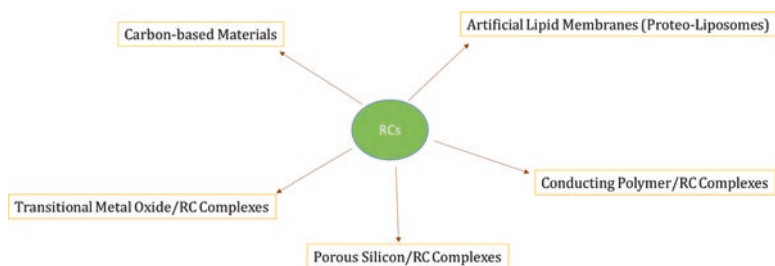 Artificial Lipid Membranes (Proteo-Liposomes)
Carbon-based Materials
RCs
Conducting Polymer/RC Complexes
Transitional Metal Oxide/RC Complexes
Porous Silicon/RC Complexes